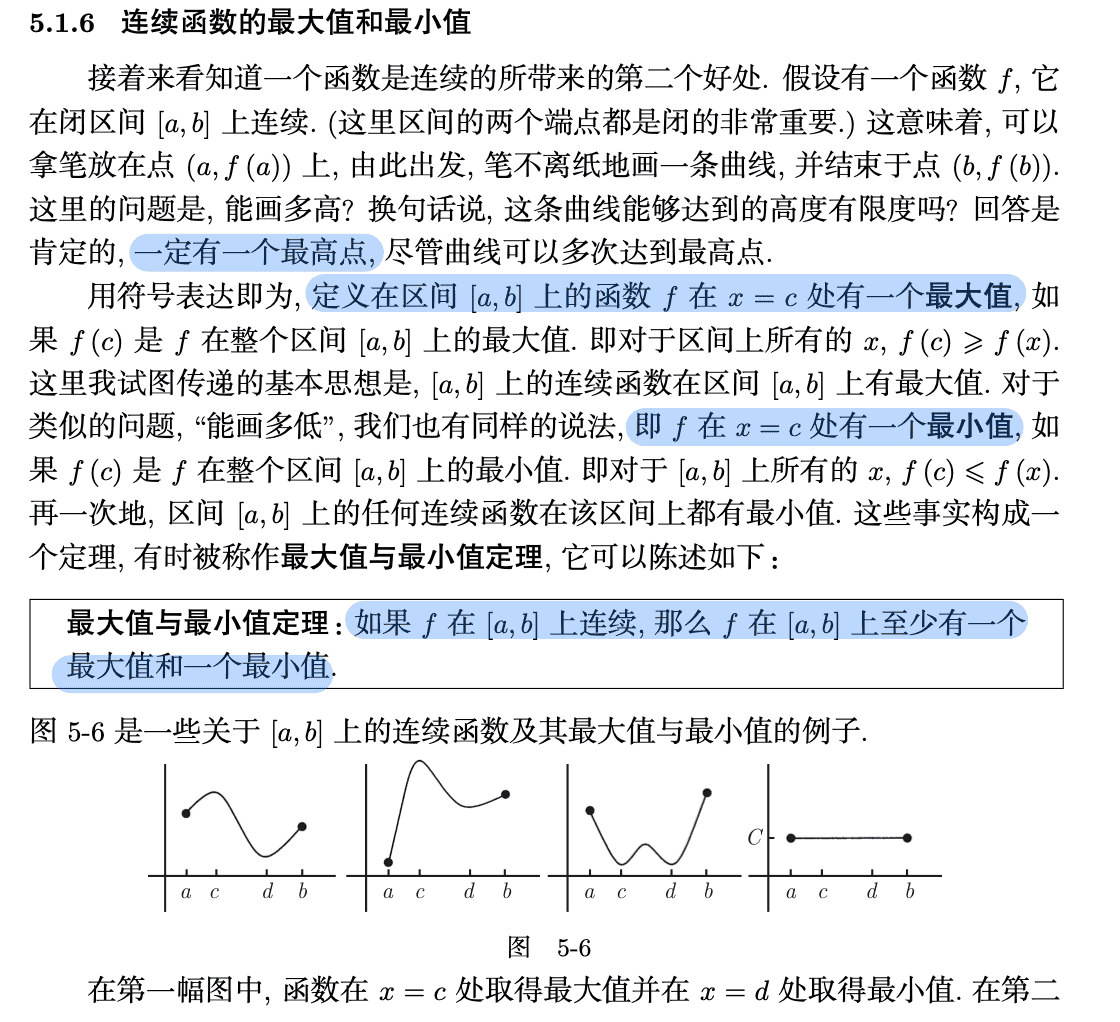 5.1.6 连续函数的最大值和最小值
接着来看知道一个函数是连续的所带来的第二个好处. 假设有一个函数 f, 它
在闭区间 [a, b] 上连续. (这里区间的两个端点都是闭的非常重要.) 这意味着, 可以
拿笔放在点 (a, f (a)) 上, 由此出发, 笔不离纸地画一条曲线, 并结束于点 (b, f (b)).
这里的问题是, 能画多高? 换句话说, 这条曲线能够达到的高度有限度吗? 回答是
肯定的, 一定有一个最高点, 尽管曲线可以多次达到最高点.
用符号表达即为, 定义在区间 [a, b] 上的函数 f 在 x = c 处有一个最大值, 如
果 f (c) 是 f 在整个区间 [a, b] 上的最大值. 即对于区间上所有的 x, f (c) ⩾ f (x).
这里我试图传递的基本思想是, [a, b] 上的连续函数在区间 [a, b] 上有最大值. 对于
类似的问题, “能画多低”, 我们也有同样的说法, 即 f 在 x = c 处有一个最小值, 如
果 f (c) 是 f 在整个区间 [a, b] 上的最小值. 即对于 [a, b] 上所有的 x, f (c) ⩽ f (x).
再一次地, 区间 [a, b] 上的任何连续函数在该区间上都有最小值. 这些事实构成一
个定理, 有时被称作最大值与最小值定理, 它可以陈述如下：
最大值与最小值定理：如果 f 在 [a, b] 上连续, 那么 f 在 [a, b] 上至少有一个
最大值和一个最小值.
图 5-6 是一些关于 [a, b] 上的连续函数及其最大值与最小值的例子.
C
a c d b a c d b a c d b a c d b
图 5-6
在第一幅图中, 函数在 x = c 处取得最大值并在 x = d 处取得最小值. 在第二